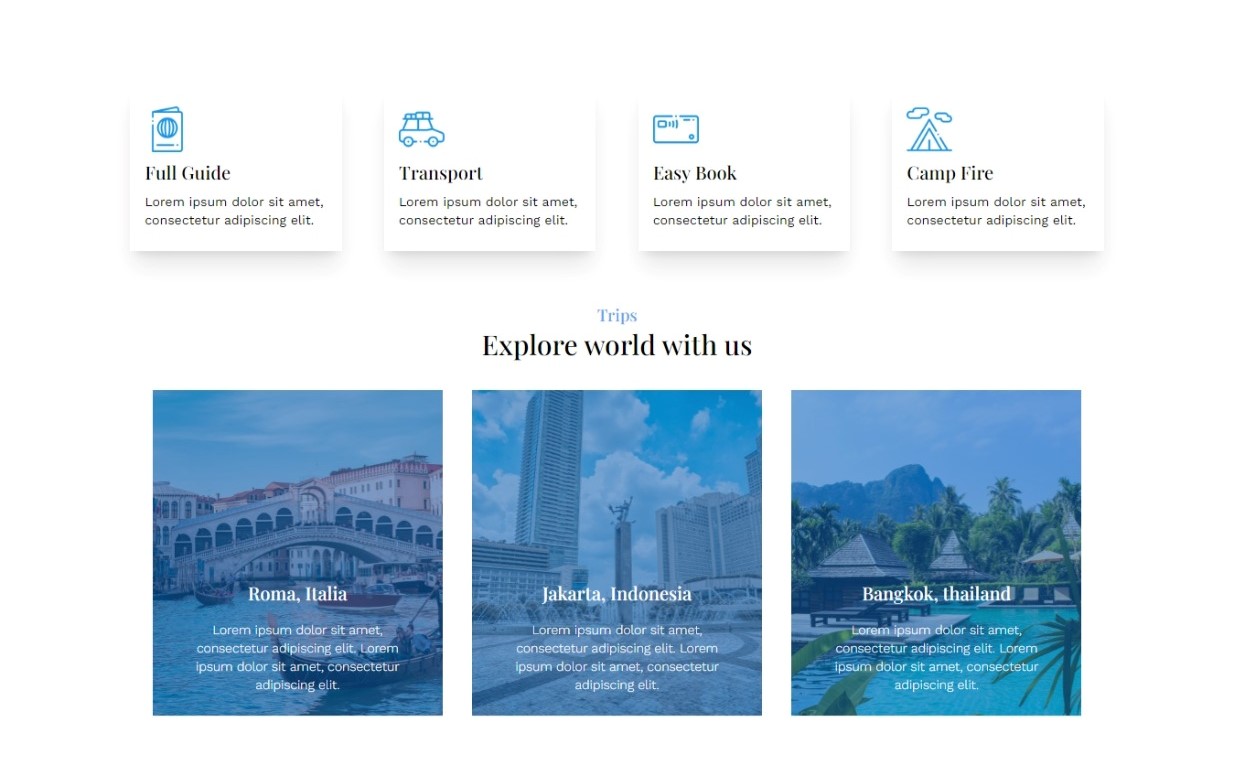 Full Guide
Lorem ipsum dolor sit amet,
consectetur adipiscing elit.
Transport
Lorem ipsum dolor sit amet,
consectetur adipiscing elit.
Easy Book
Lorem ipsum dolor sit amet,
consectetur adipiscing elit.
Camp Fire
Lorem ipsum dolor sit amet,
consectetur adipiscing elit.
Trips
Explore world with us
Roma, Italia
Lorem ipsum dolor sit amet,
consectetur adipiscing elit. Lorem
ipsum dolor sit amet, consectetur
adipiscing elit.
Jakarta, Indonesia
Lorem ipsum dolor sit amet,
consectetur adipiscing elit. Lorem
ipsum dolor sit amet, consectetur
adipiscing elit.
Bangkok, thailand
Lorem ipsum dolor sit amet,
consectetur adipiscing elit. Lorem
ipsum dolor sit amet, consectetur
adipiscing elit.